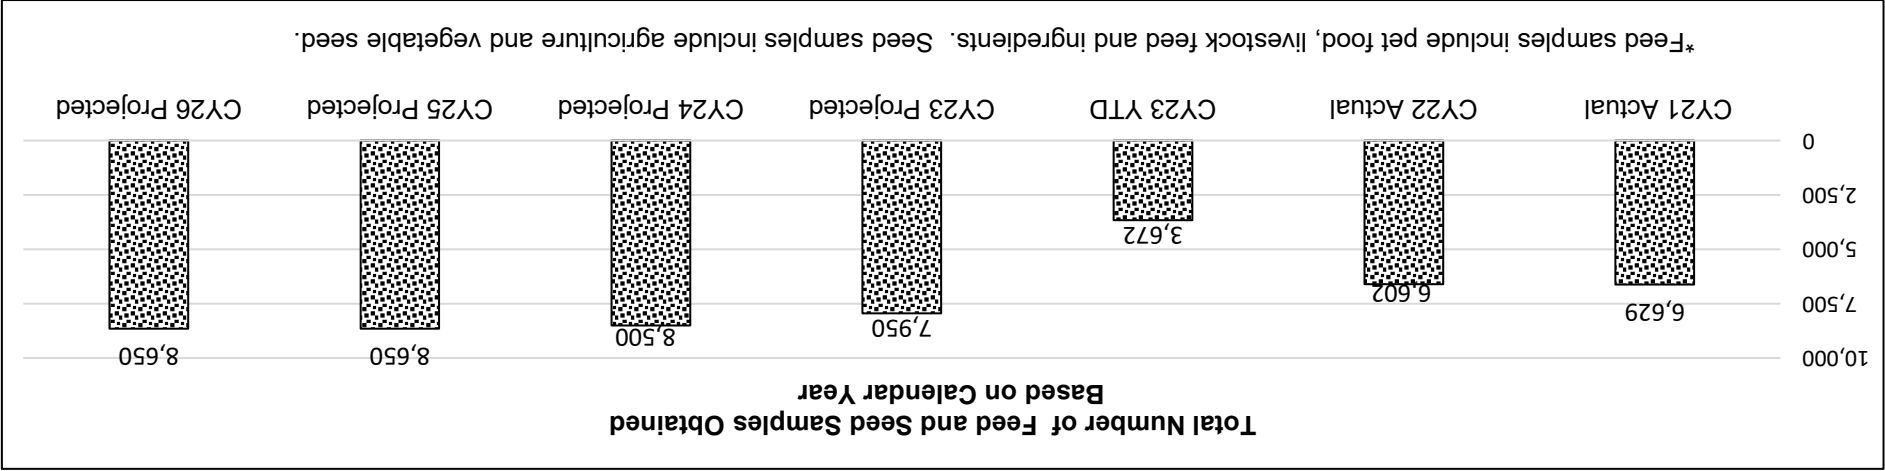 Total Number of Feed and Seed Samples Obtained
Based on Calendar Year
10,000
7,500
5,000
2,500
0
6,629
6,602
3,672
7,950
8,500
8,650
8,650
CY21 Actual
CY22 Actual
CY23 YTD
CY23 Projected
CY24 Projected
CY25 Projected
CY26 Projected
*Feed samples include pet food, livestock feed and ingredients.  Seed samples include agriculture and vegetable seed.